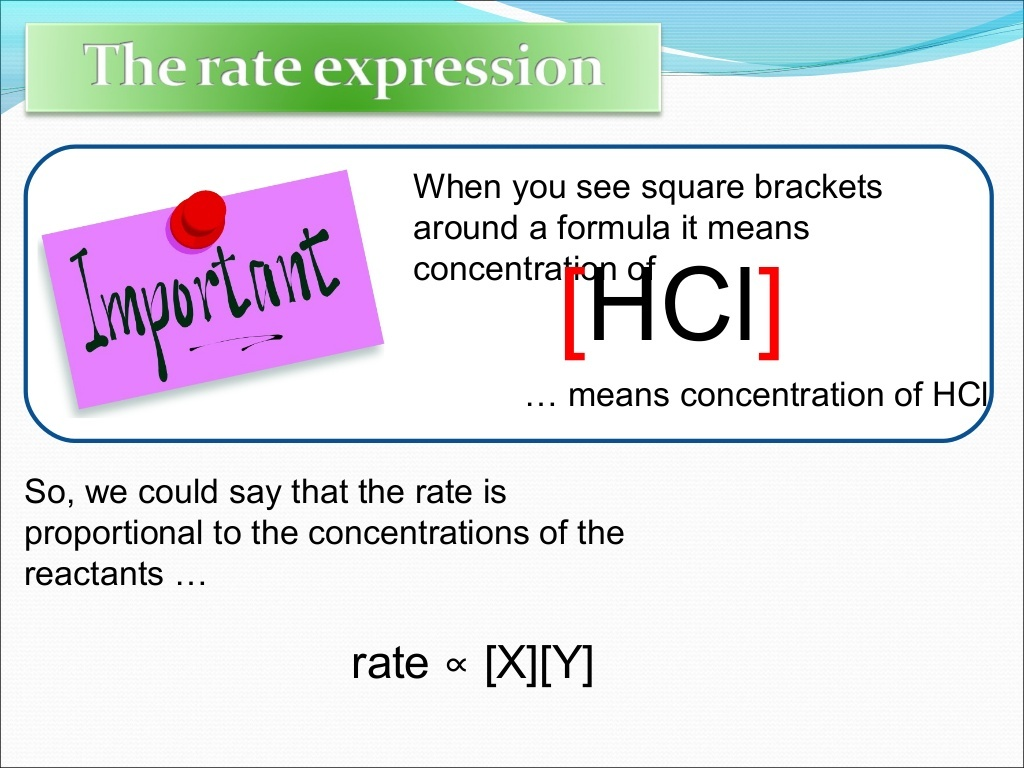 The rate expression
Important
When you see square brackets
around a formula it means
concentration of
[HCl]
… means concentration of HCl
So, we could say that the rate is
proportional to the concentrations of the
reactants …
rate ∝ [X][Y]